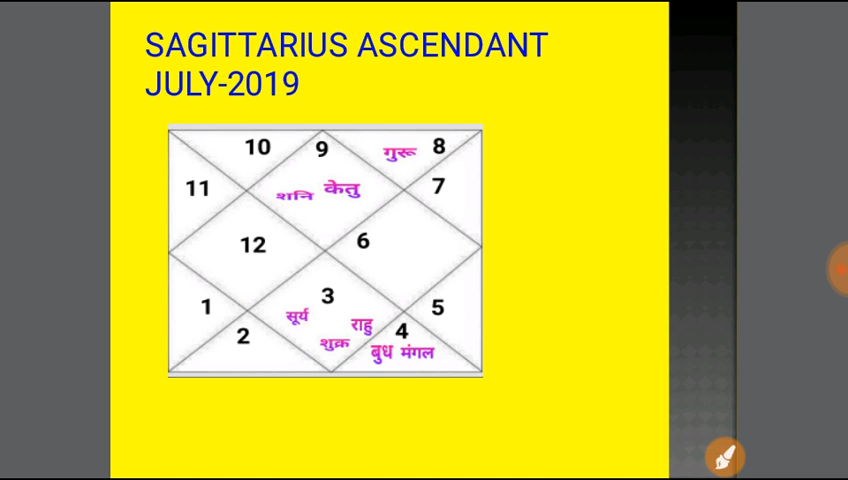 SAGITTARIUS ASCENDANT
JULY-2019
10 9 गुरू 8
11 शनि केतु 7
12 6
1 3 5
सूर्य राहु
2 शुक्र 4
बुध मंगल